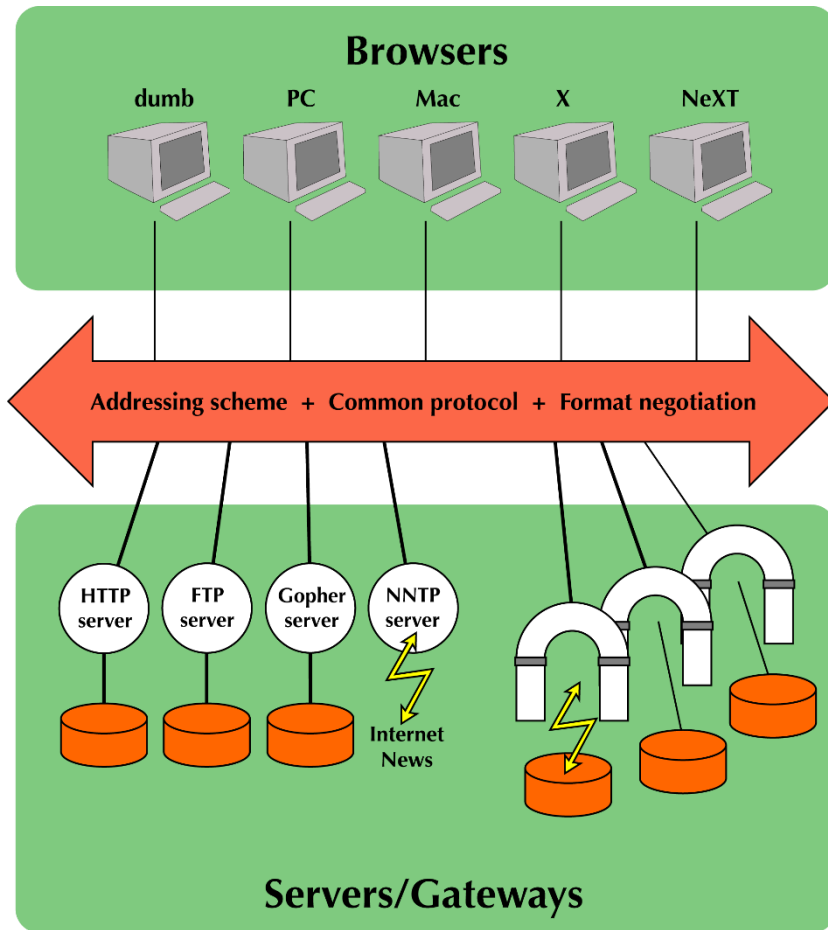 Browsers
dumb PC Mac X NeXT
Addressing scheme + Common protocol + Format negotiation
HTTP server
FTP server
Gopher server
NNTP server
Internet
News
Servers/Gateways